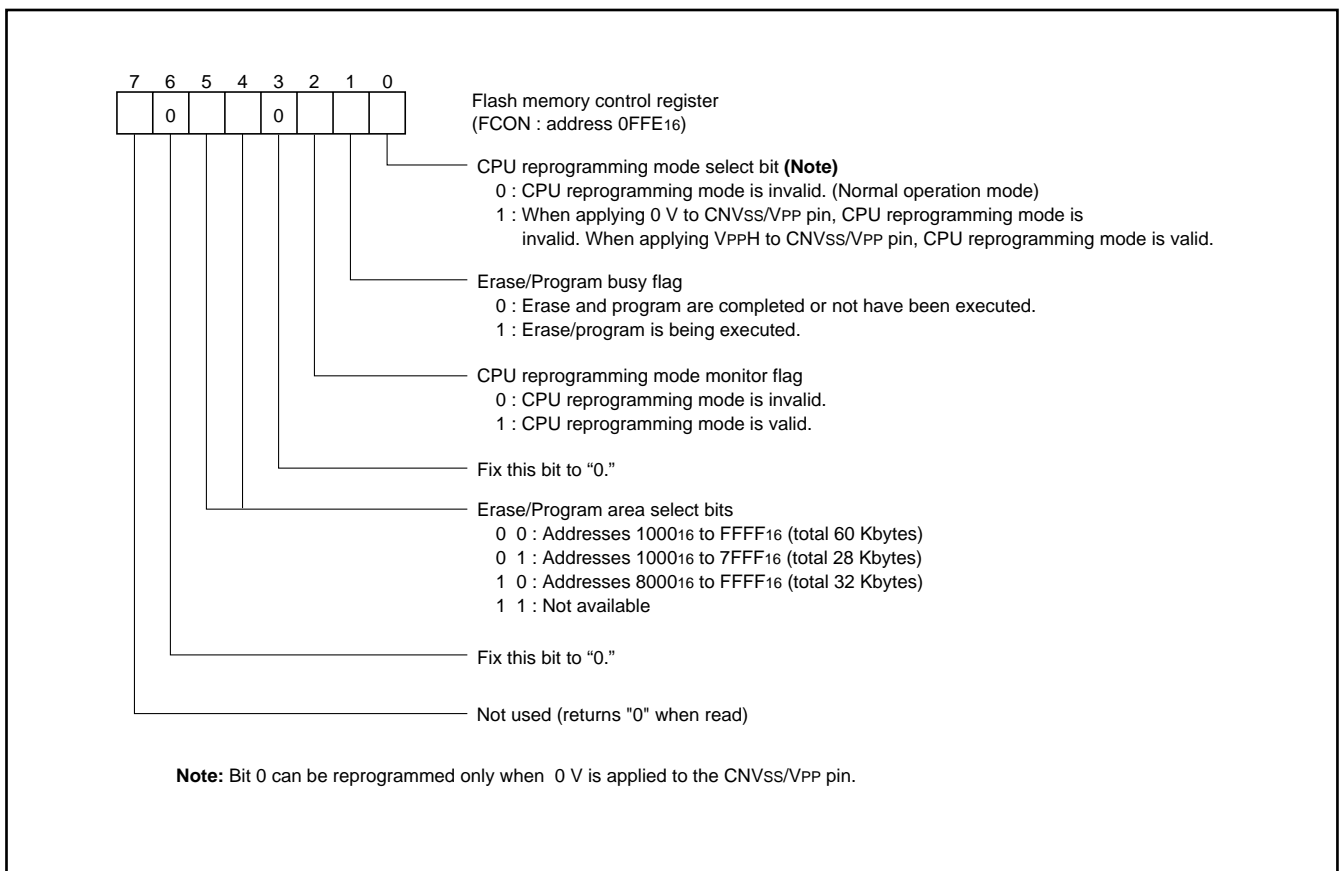 7 6 5 4 3 2 1 0
0 0
Flash memory control register
(FCON : address 0FFE16)
CPU reprogramming mode select bit (Note)
0 : CPU reprogramming mode is invalid. (Normal operation mode)
1 : When applying 0 V to CNVSS/VPP pin, CPU reprogramming mode is
invalid. When applying VPPH to CNVSS/VPP pin, CPU reprogramming mode is valid.
Erase/Program busy flag
0 : Erase and program are completed or not have been executed.
1 : Erase/program is being executed.
CPU reprogramming mode monitor flag
0 : CPU reprogramming mode is invalid.
1 : CPU reprogramming mode is valid.
Fix this bit to “0.”
Erase/Program area select bits
0 0 : Addresses 100016 to FFFF16 (total 60 Kbytes)
0 1 : Addresses 100016 to 7FFF16 (total 28 Kbytes)
1 0 : Addresses 800016 to FFFF16 (total 32 Kbytes)
1 1 : Not available
Fix this bit to “0.”
Not used (returns "0" when read)
Note: Bit 0 can be reprogrammed only when 0 V is applied to the CNVSS/VPP pin.